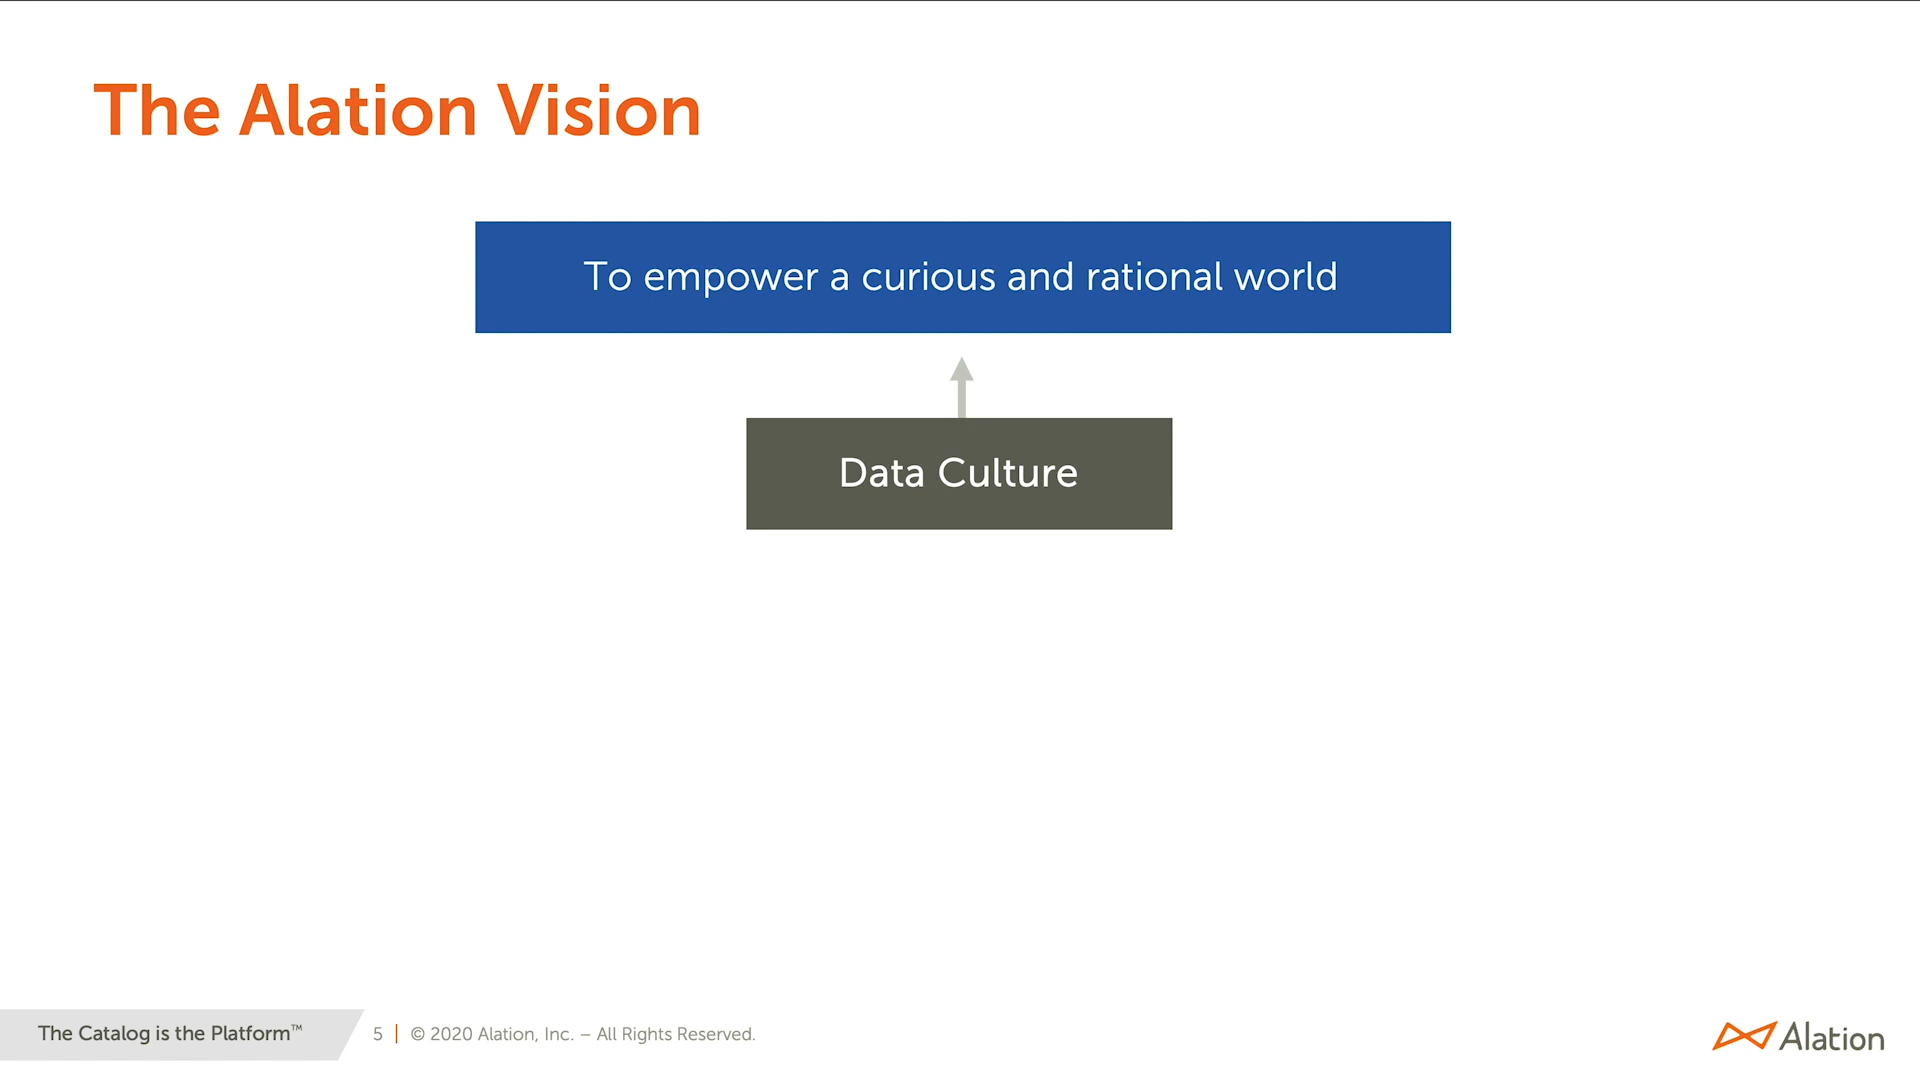 The Alation Vision
To empower a curious and rational world
Data Culture
The Catalog is the Platform™
5 | © 2020 Alation, Inc. – All Rights Reserved.
Alation